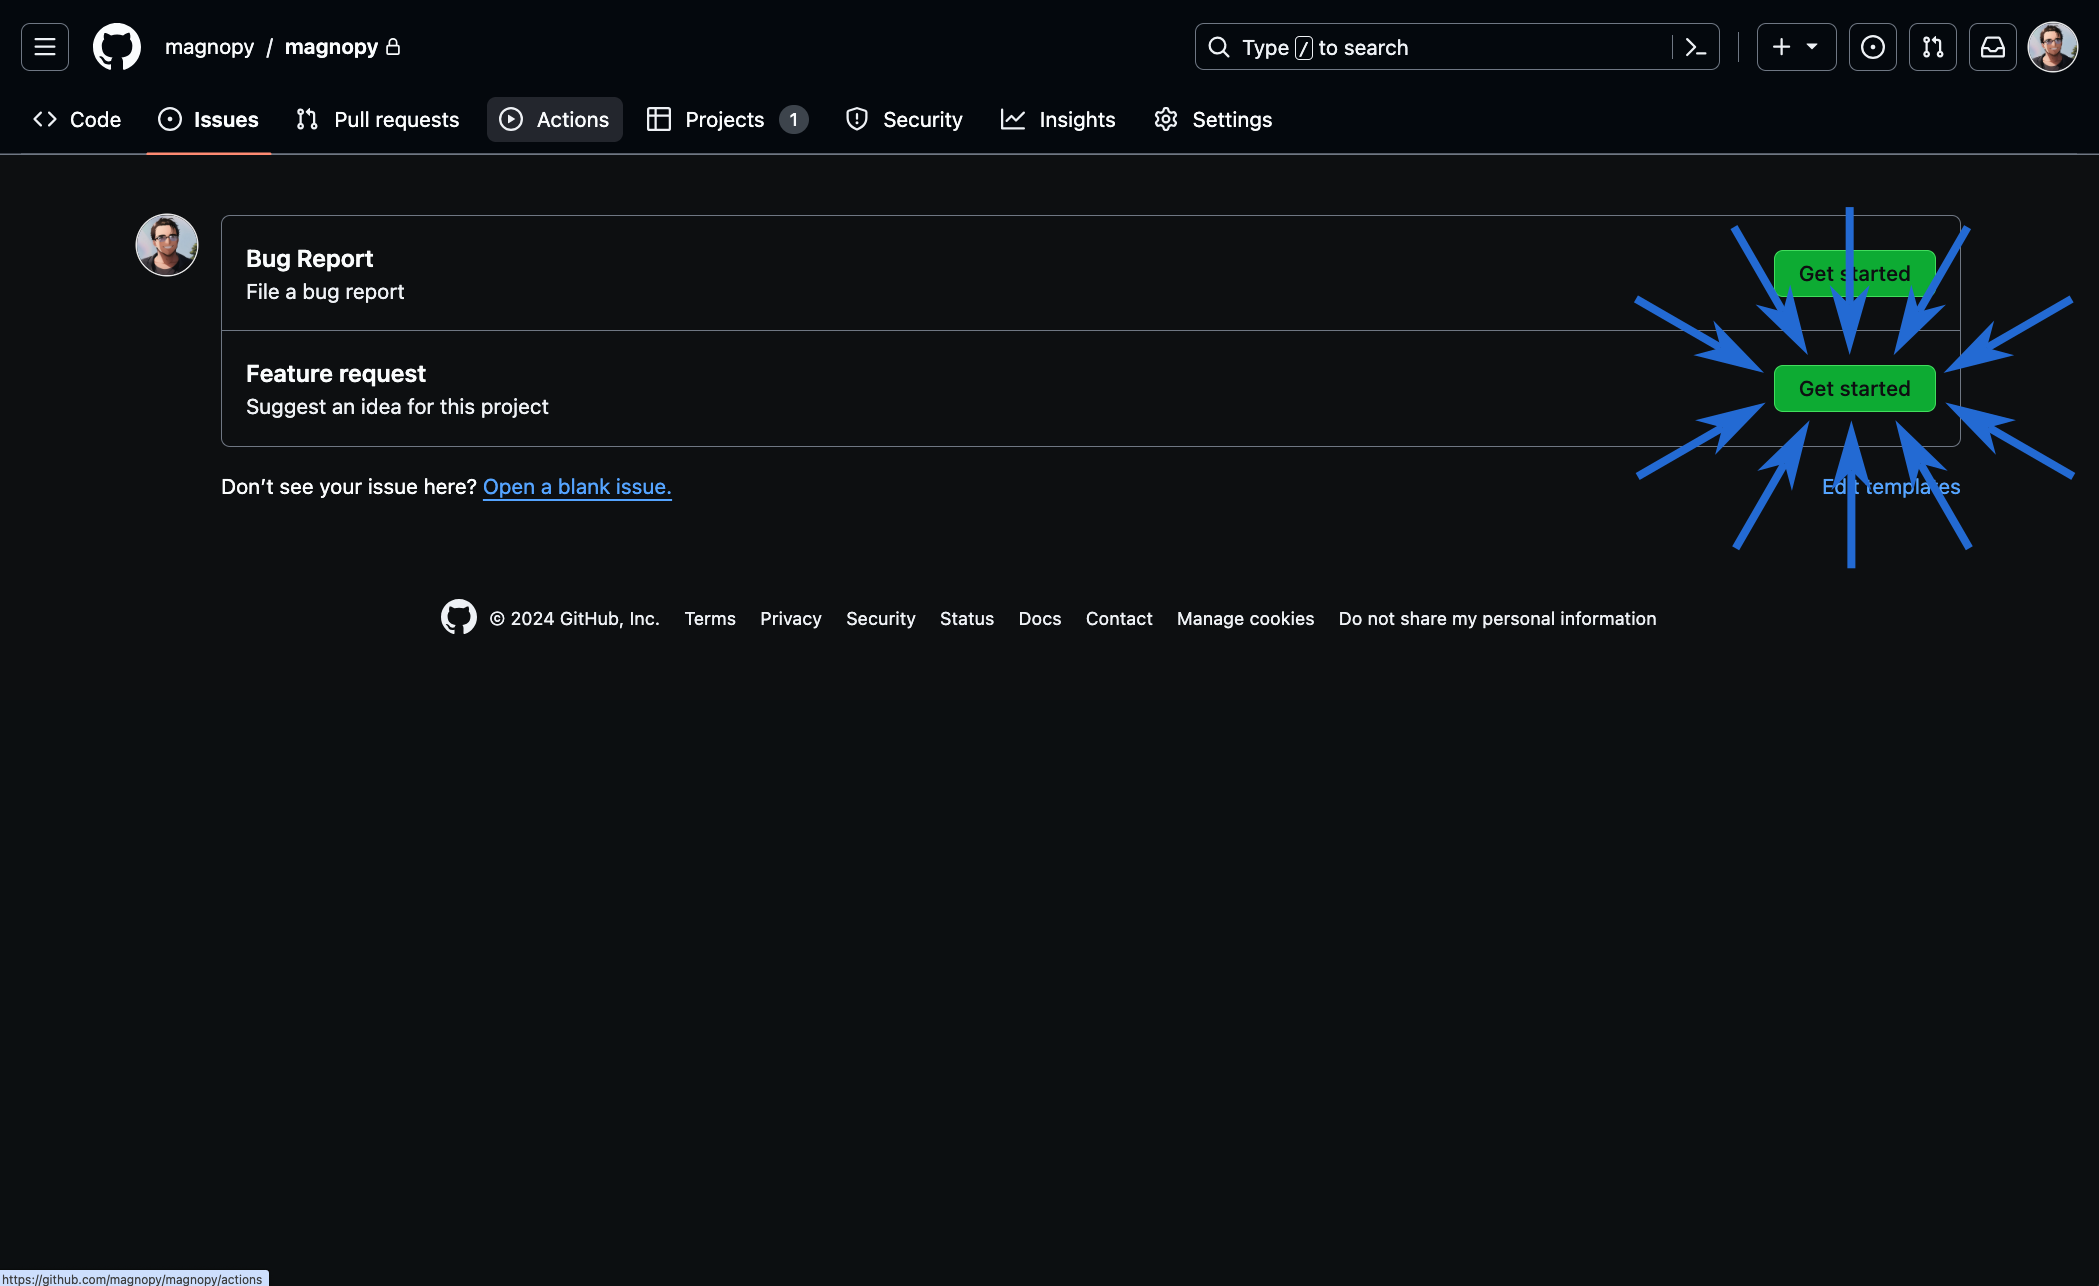 magnopy / magnopy
Type / to search
Code
Issues
Pull requests
Actions
Projects 1
Security
Insights
Settings
Bug Report
File a bug report
Get started
Feature request
Suggest an idea for this project
Get started
Don't see your issue here? Open a blank issue.
Edit templates
© 2024 GitHub, Inc. Terms Privacy Security Status Docs Contact Manage cookies Do not share my personal information
https://github.com/magnopy/magnopy/actions